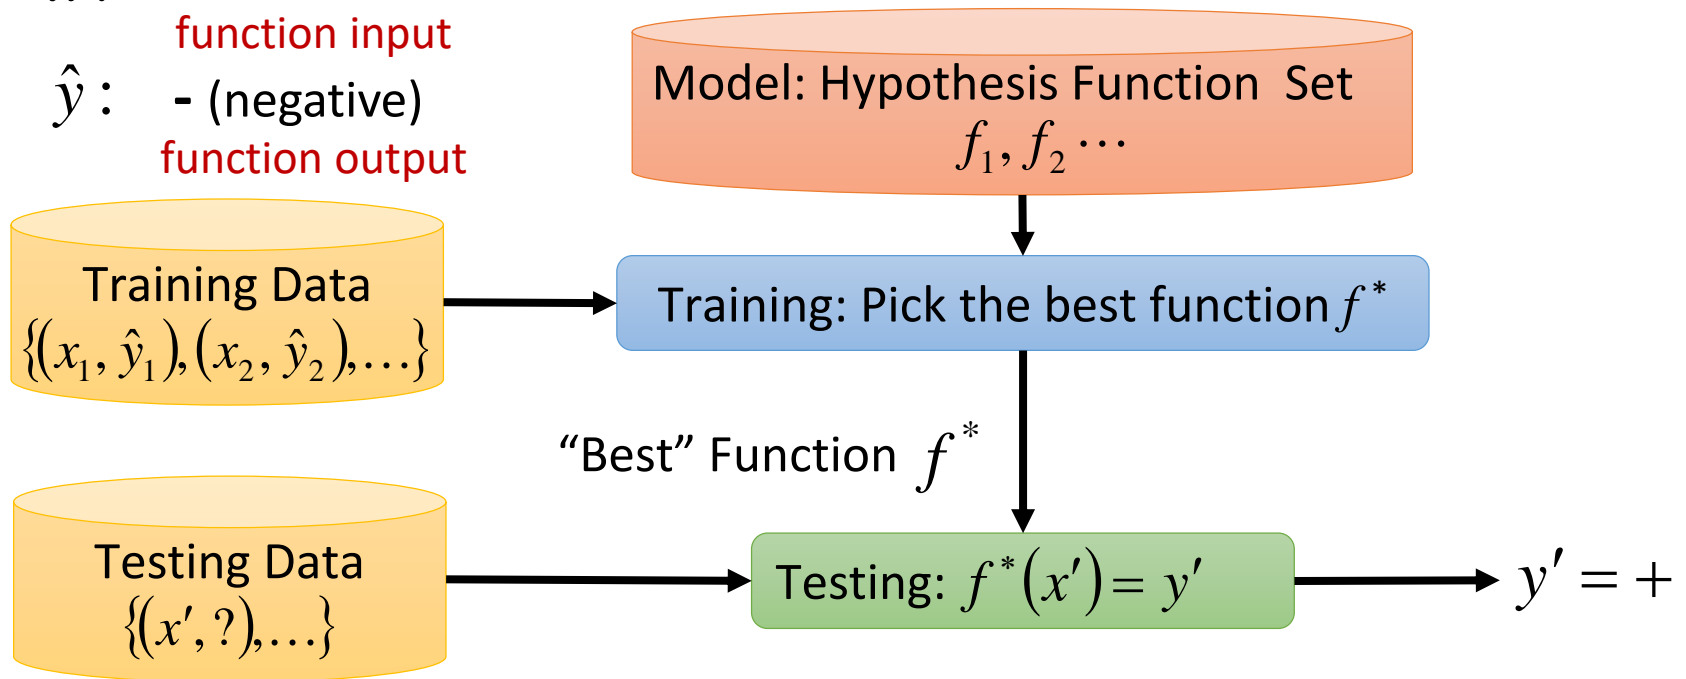 function input
ŷ : - (negative)
function output
Model: Hypothesis Function Set
f₁, f₂ ⋯
Training Data
{(x₁, ŷ₁), (x₂, ŷ₂), …}
Training: Pick the best function f*
“Best” Function f*
Testing Data
{(x′, ?), …}
Testing: f*(x′) = y′
y′ = +